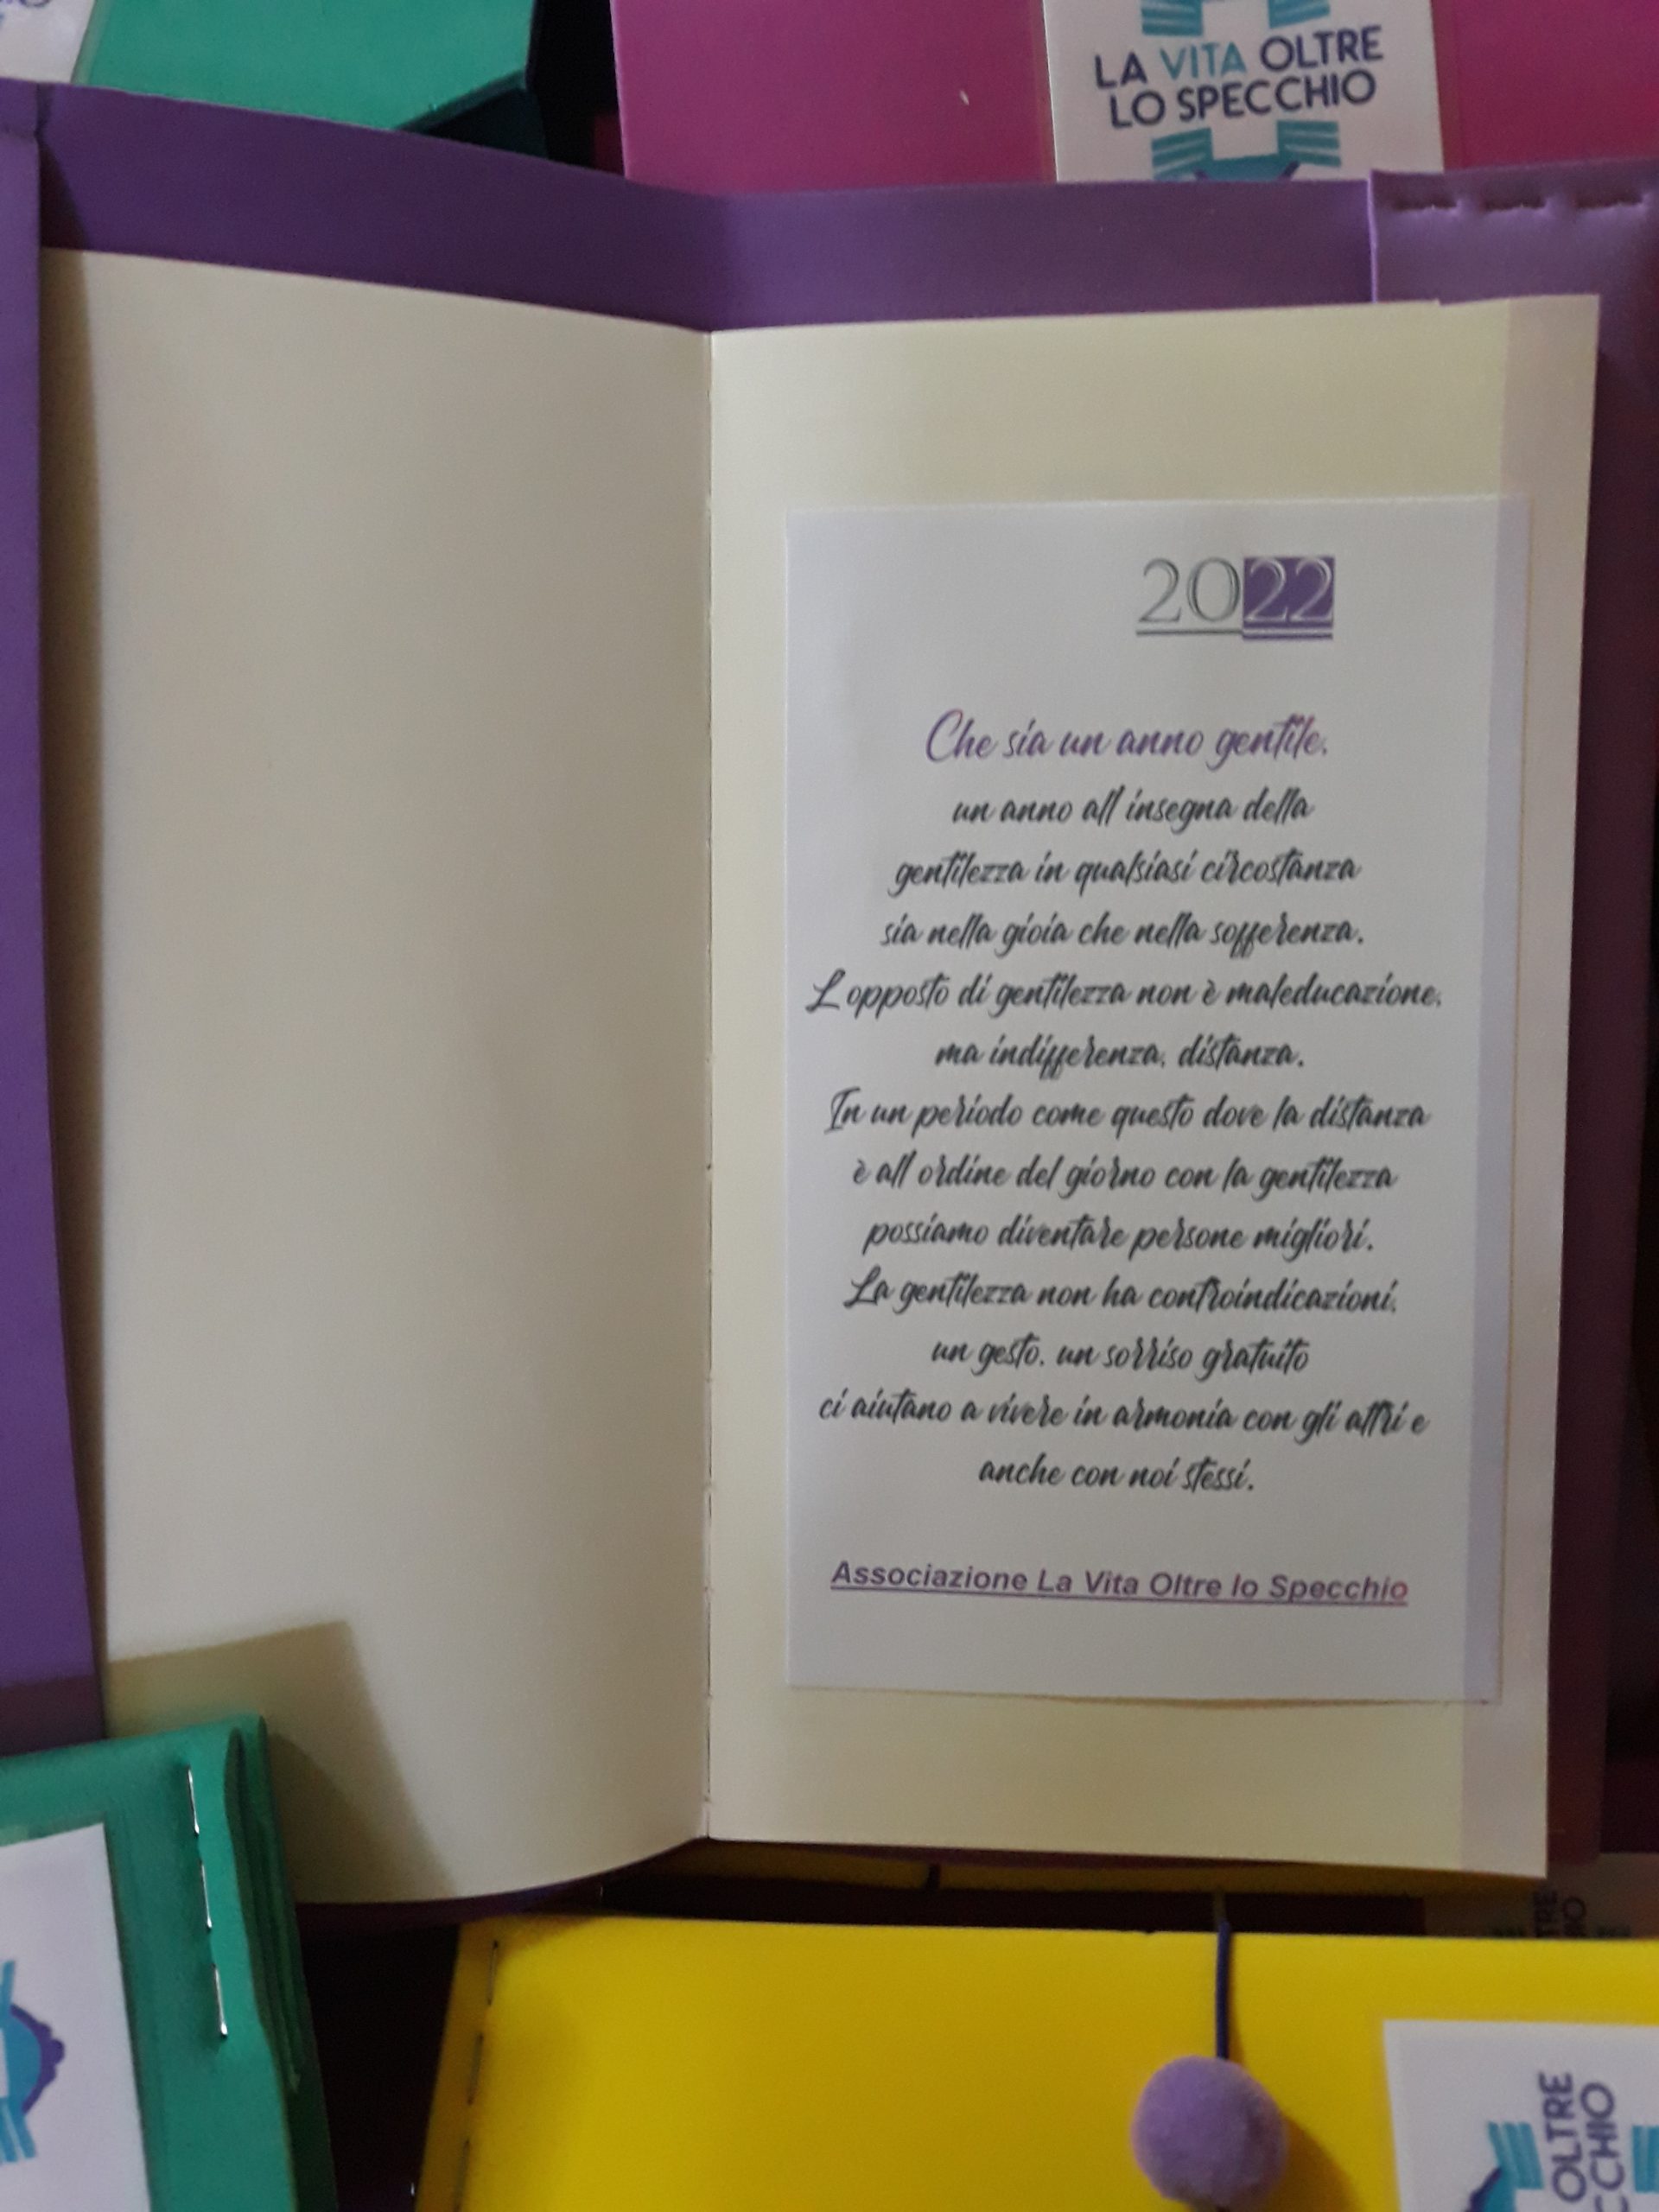 LA VITA OLTRE
LO SPECCHIO
2022
Che sia un anno gentile,
un anno all'insegna della
gentilezza in qualsiasi circostanza
sia nella gioia che nella sofferenza.
L'opposto di gentilezza non è maleducazione,
ma indifferenza, distanza.
In un periodo come questo dove la distanza
è all'ordine del giorno con la gentilezza
possiamo diventare persone migliori.
La gentilezza non ha controindicazioni,
un gesto, un sorriso gratuito
ci aiutano a vivere in armonia con gli altri e
anche con noi stessi.
Associazione La Vita Oltre lo Specchio
OLTRE
CCHIO